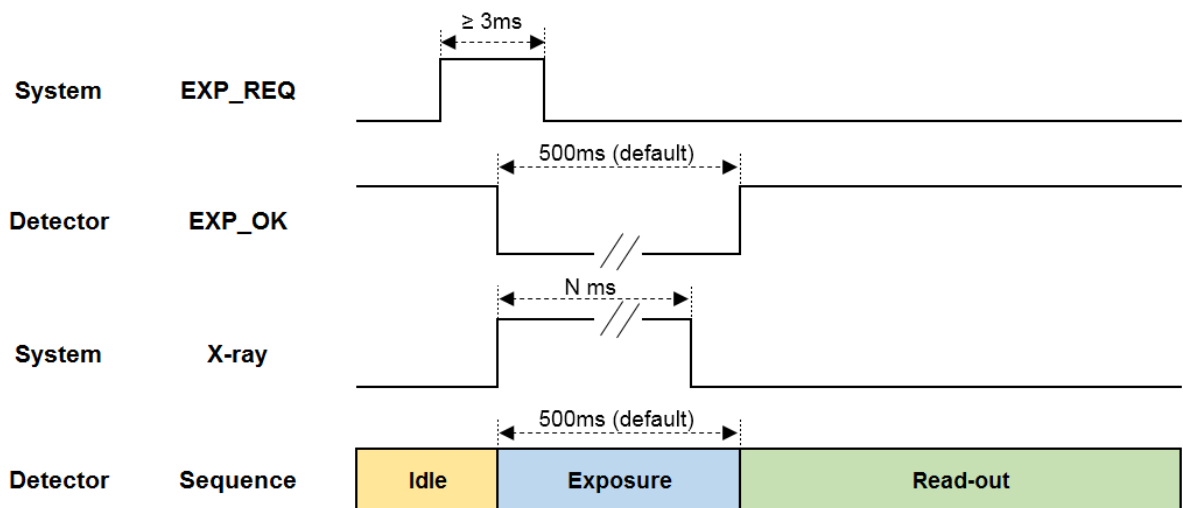 ≥ 3ms
System EXP_REQ
500ms (default)
Detector EXP_OK
N ms
System X-ray
500ms (default)
Detector Sequence Idle Exposure Read-out